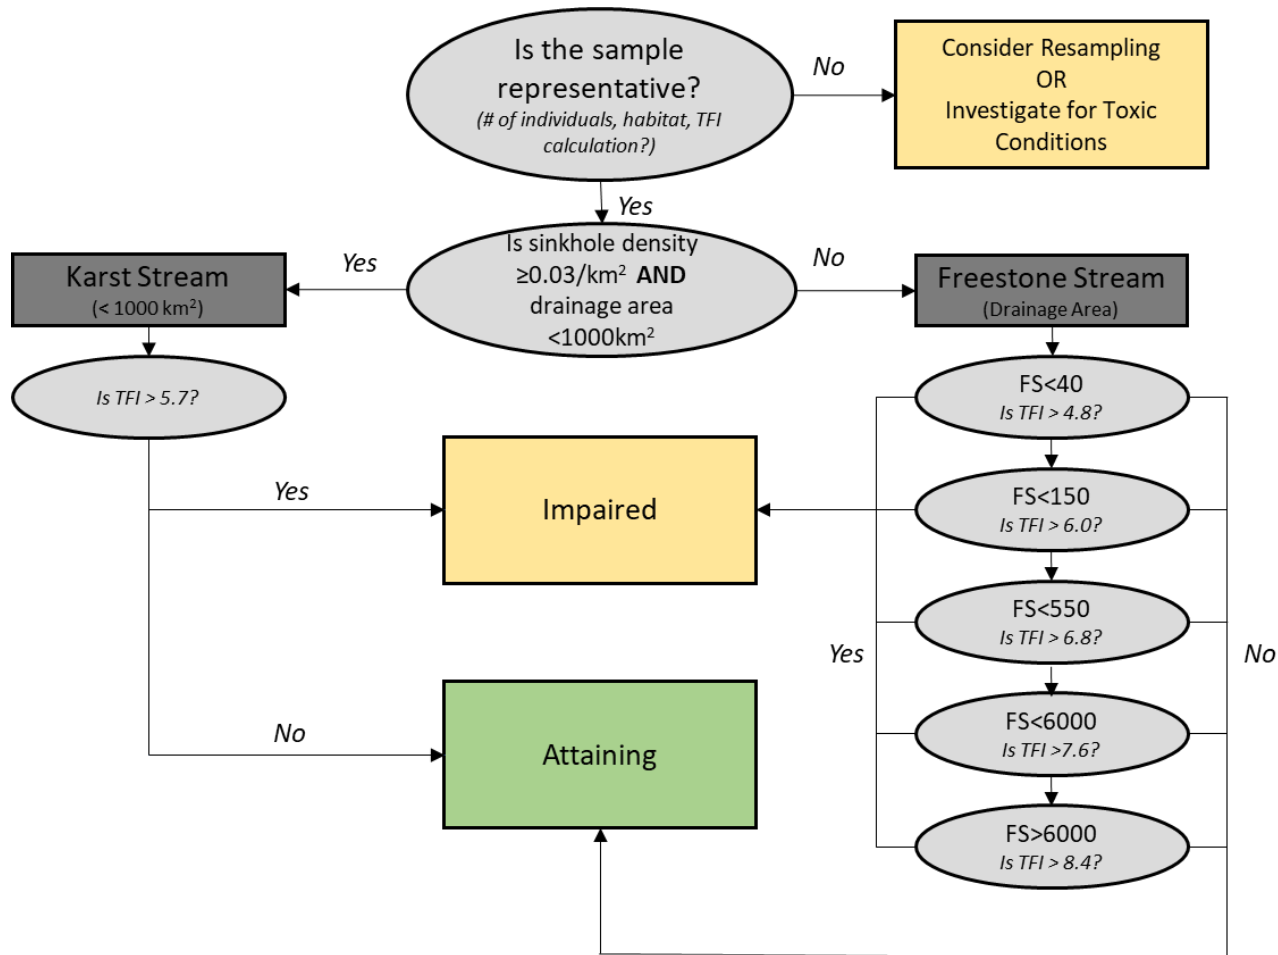 Is the sample
representative?
(# of individuals, habitat, TFI
calculation?)
No
Consider Resampling
OR
Investigate for Toxic
Conditions
Yes
Is sinkhole density
≥0.03/km² AND
drainage area
<1000km²
Yes
No
Karst Stream
(< 1000 km²)
Freestone Stream
(Drainage Area)
Is TFI > 5.7?
FS<40
Is TFI > 4.8?
Yes
Impaired
FS<150
Is TFI > 6.0?
FS<550
Is TFI > 6.8?
Yes
No
No
Attaining
FS<6000
Is TFI >7.6?
FS>6000
Is TFI > 8.4?